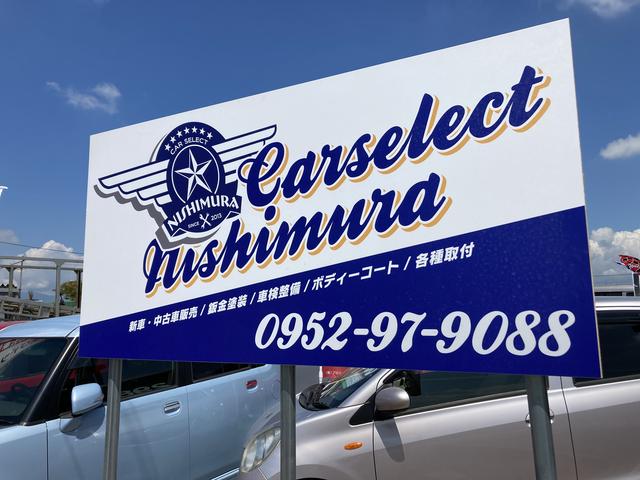 CAR SELECT
NISHIMURA
SINCE 2013
Carselect
Nishimura
新車・中古車販売/鈑金塗装/車検整備/ボディーコート/各種取付
0952-97-9088